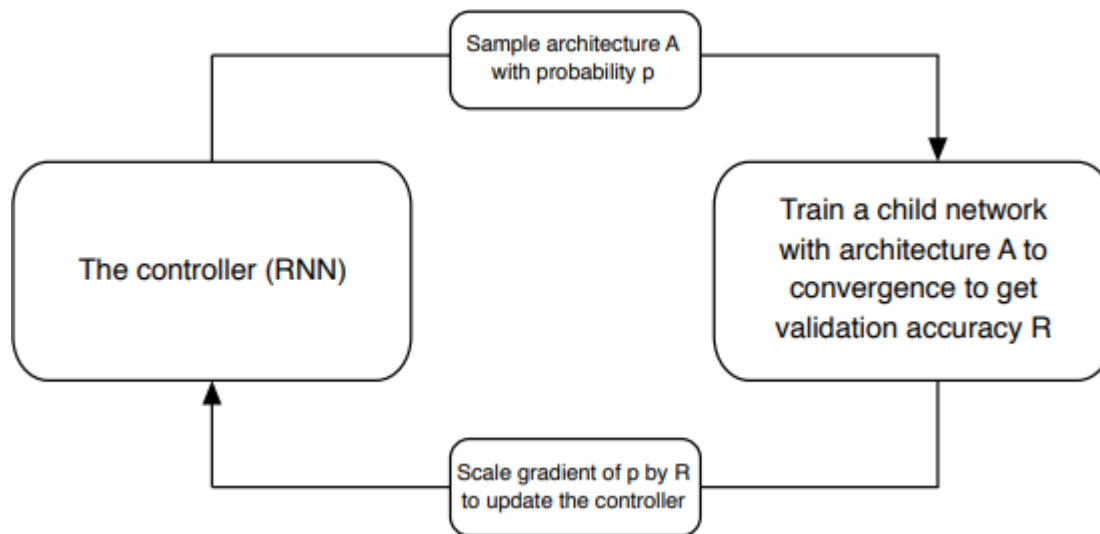 Sample architecture A
with probability p
The controller (RNN)
Train a child network
with architecture A to
convergence to get
validation accuracy R
Scale gradient of p by R
to update the controller